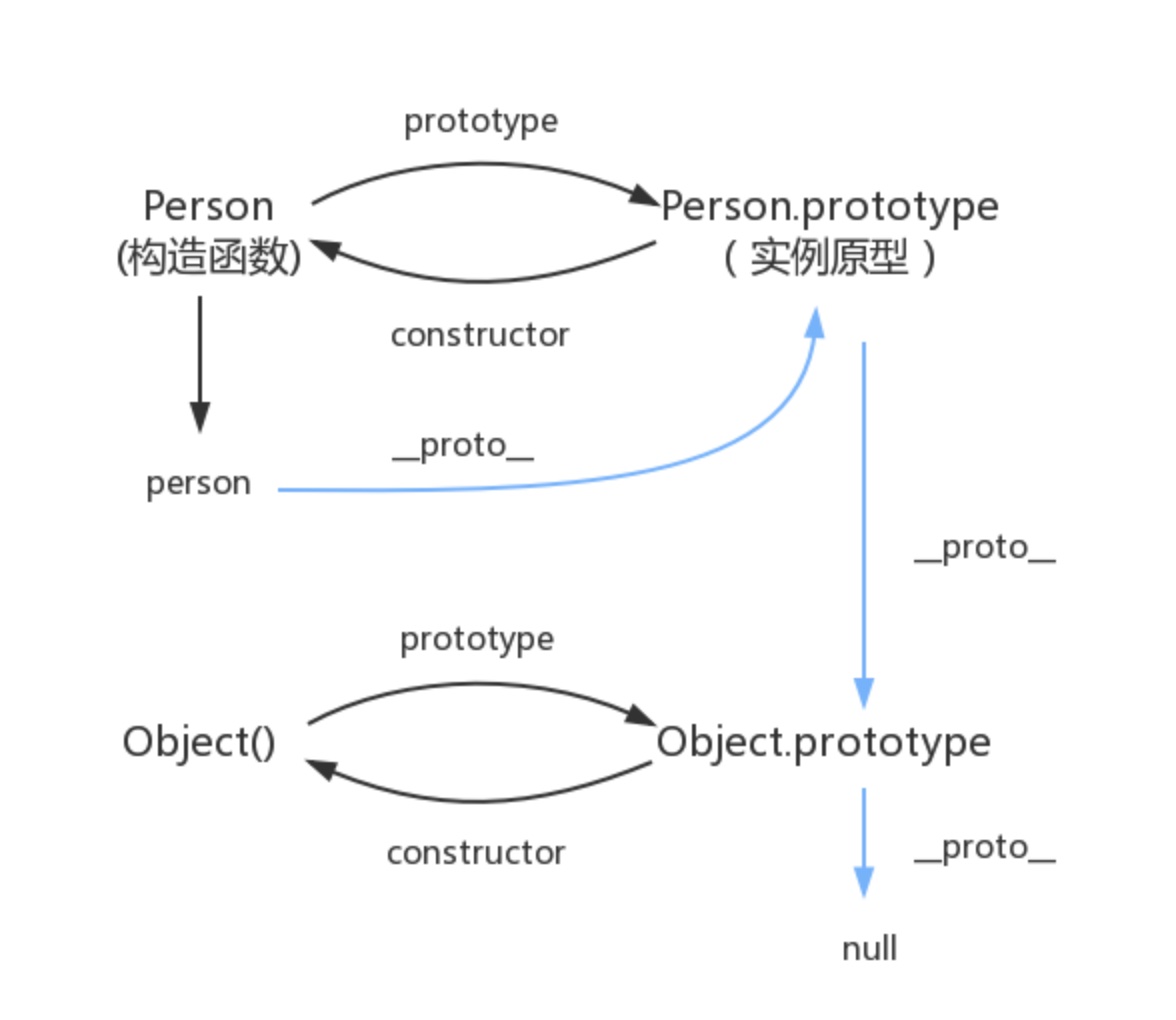 prototype
Person
Person.prototype
(构造函数)
（ 实例原型 ）
constructor
__proto__
person
__proto__
prototype
Object()
Object.prototype
constructor
__proto__
null